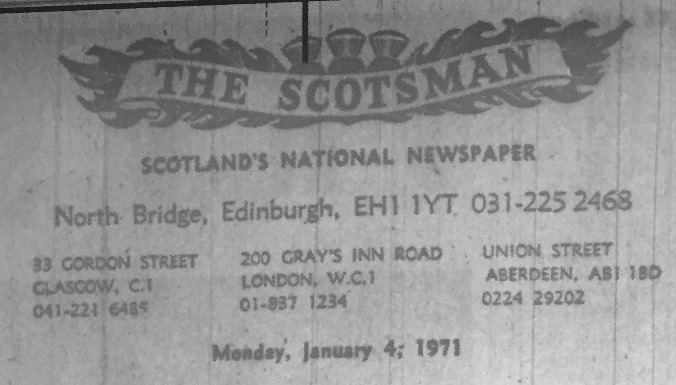 THE SCOTSMAN
SCOTLAND'S NATIONAL NEWSPAPER
North Bridge, Edinburgh, EH1 1YT 031-225 2468
33 GORDON STREET
GLASGOW, C.1
041-221 6485
200 GRAY'S INN ROAD
LONDON, W.C.1
01-837 1234
UNION STREET
ABERDEEN, AB1 1BD
0224 29202
Monday, January 4, 1971